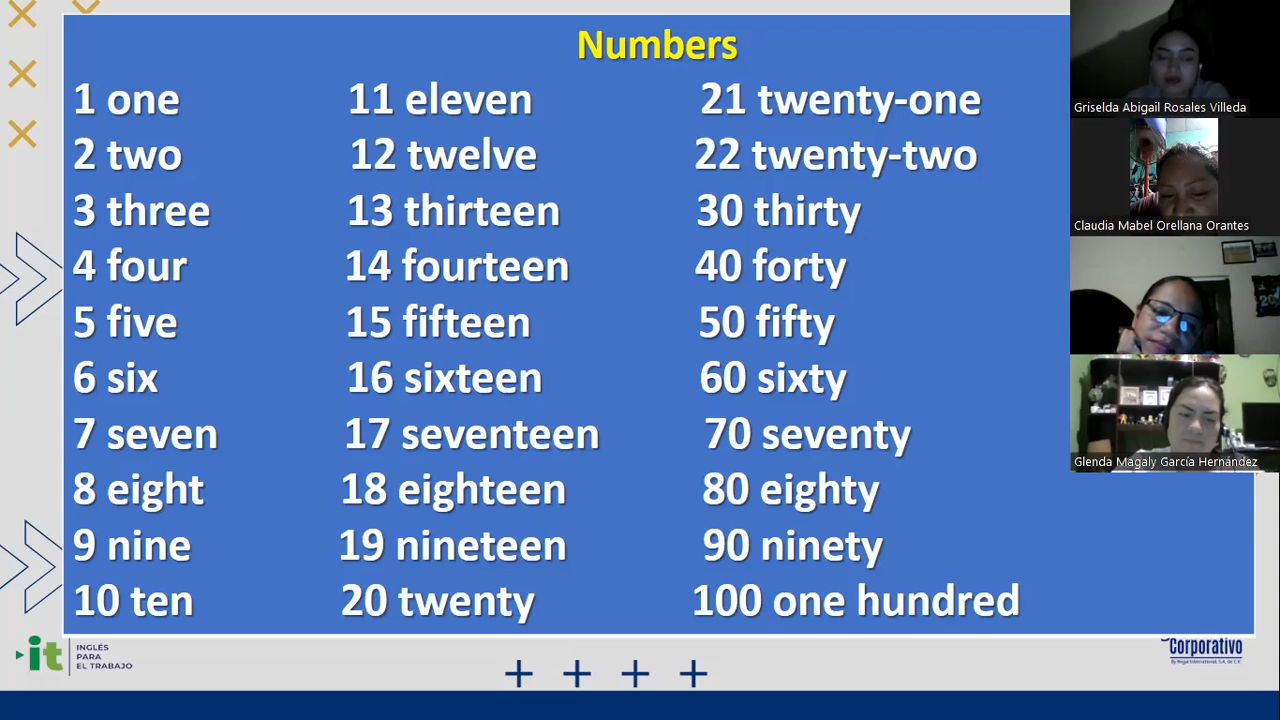 Numbers
1 one
2 two
3 three
4 four
5 five
6 six
7 seven
8 eight
9 nine
10 ten
11 eleven
12 twelve
13 thirteen
14 fourteen
15 fifteen
16 sixteen
17 seventeen
18 eighteen
19 nineteen
20 twenty
21 twenty-one
22 twenty-two
30 thirty
40 forty
50 fifty
60 sixty
70 seventy
80 eighty
90 ninety
100 one hundred
Griselda Abigail Rosales Villeda
Claudia Mabel Orellana Orantes
Glenda Magaly García Hernández
it
INGLÉS
PARA
EL TRABAJO
Corporativo